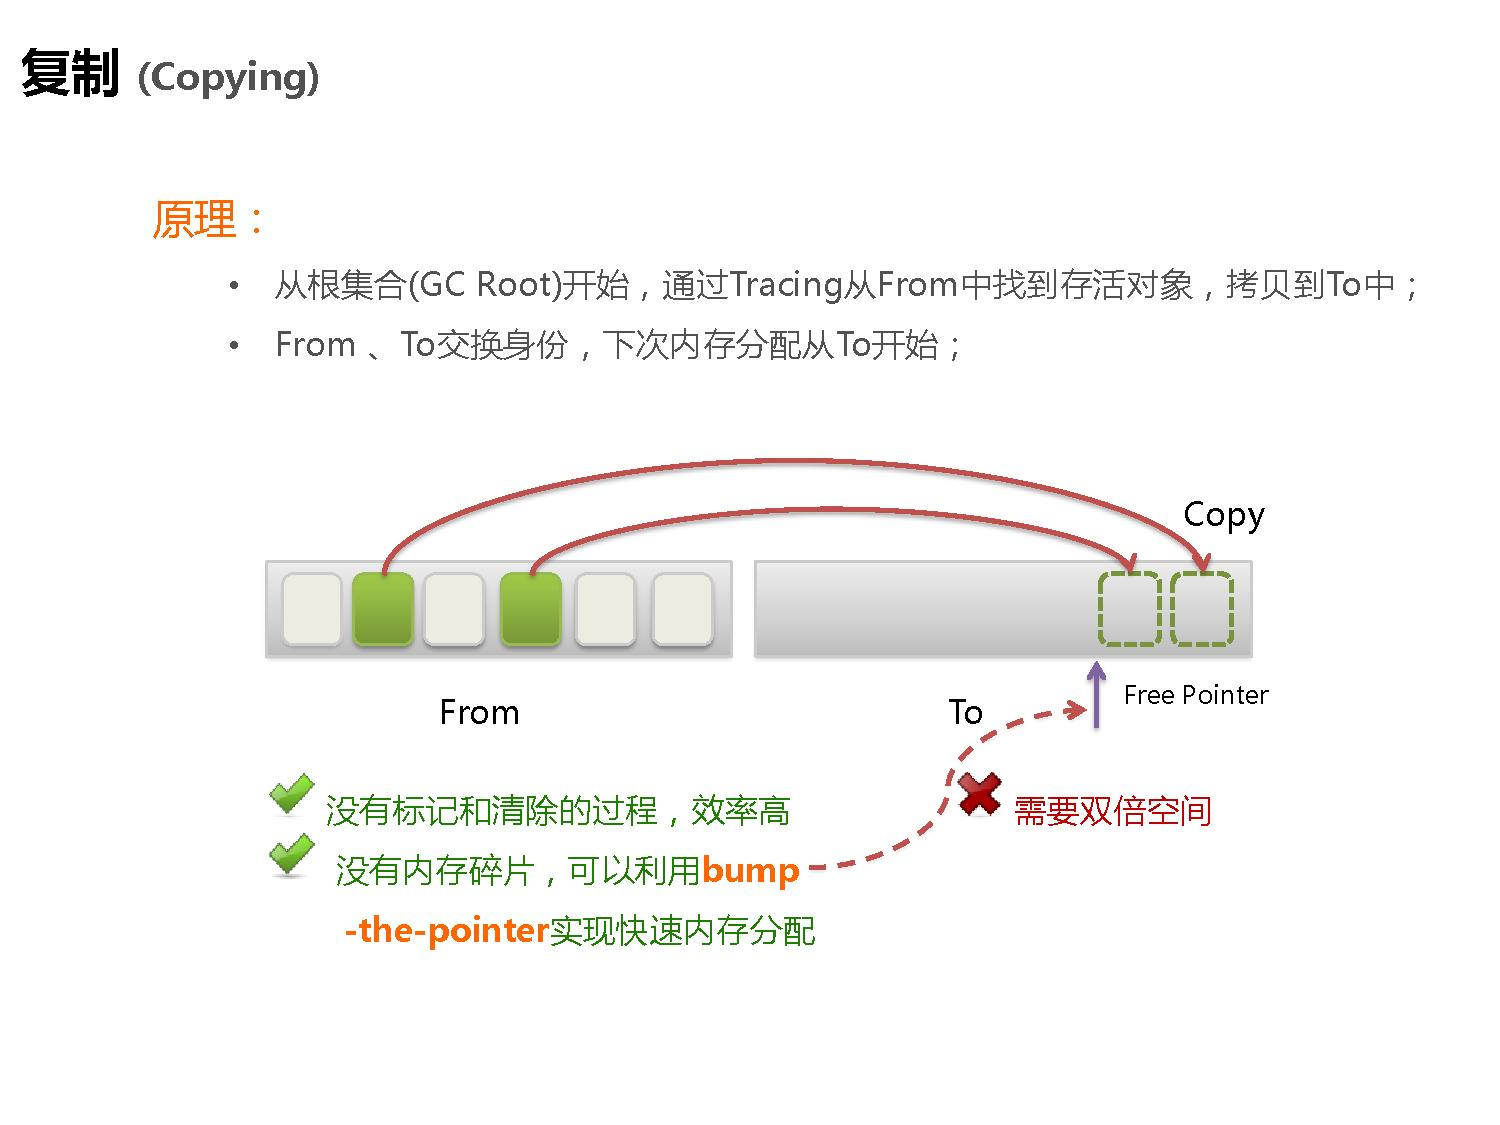 复制 (Copying)
原理：
• 从根集合(GC Root)开始，通过Tracing从From中找到存活对象，拷贝到To中；
• From 、To交换身份，下次内存分配从To开始；
Copy
From
To
Free Pointer
没有标记和清除的过程，效率高
需要双倍空间
没有内存碎片，可以利用bump
-the-pointer实现快速内存分配